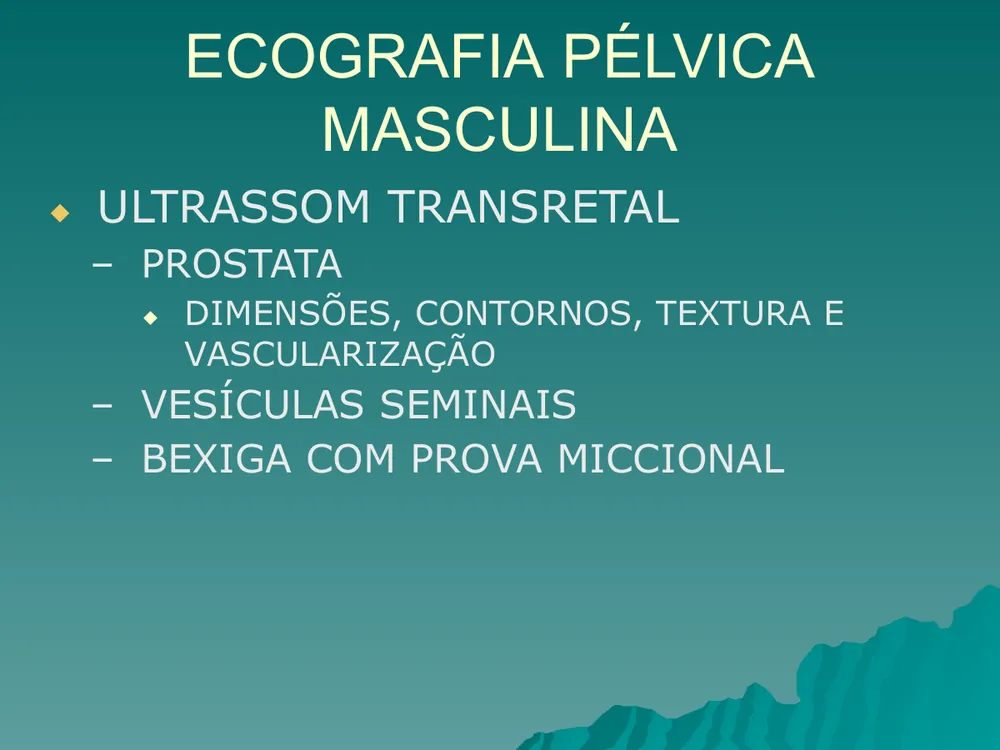 ECOGRAFIA PÉLVICA
MASCULINA
ULTRASSOM TRANSRETAL
– PROSTATA
DIMENSÕES, CONTORNOS, TEXTURA E
VASCULARIZAÇÃO
– VESÍCULAS SEMINAIS
– BEXIGA COM PROVA MICCIONAL